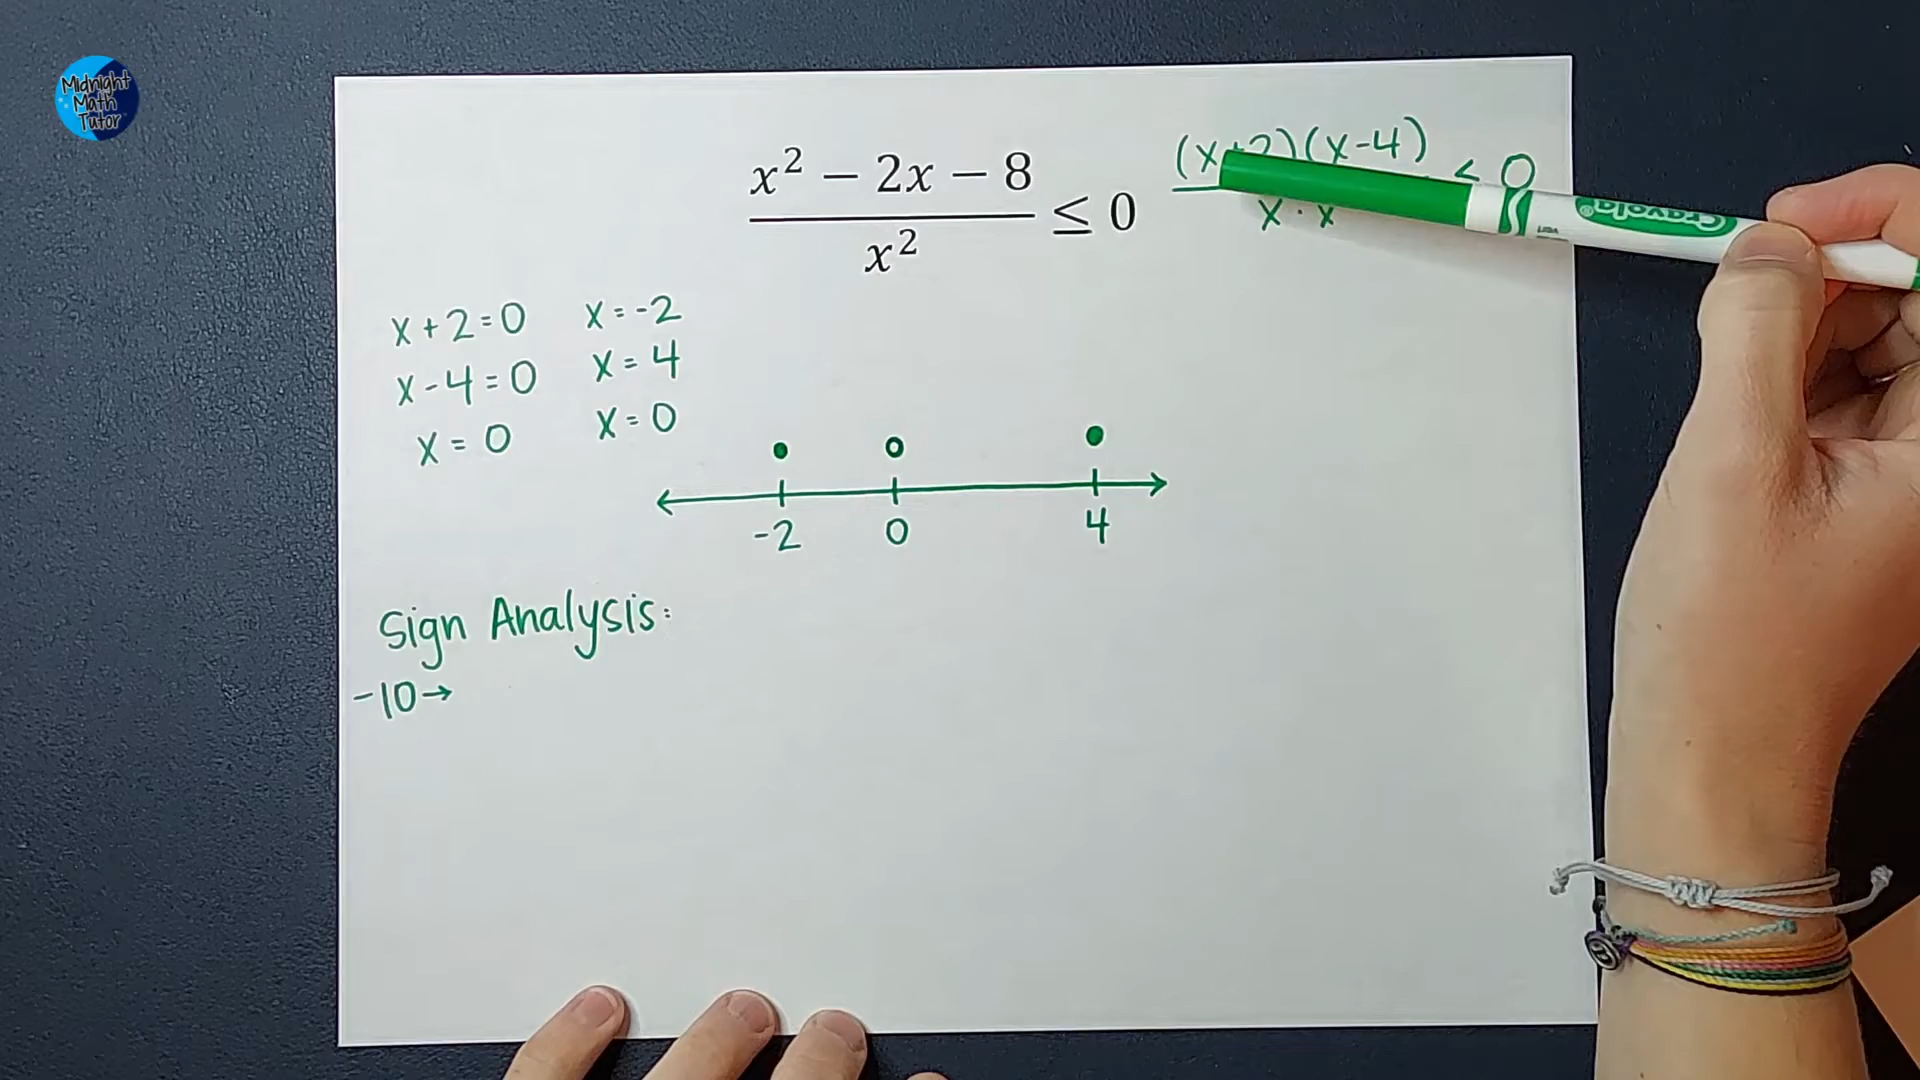 Midnight
Math
Tutor
x² − 2x − 8
x²
≤ 0
(x+2)(x-4)
x · x
< 0
Crayola®
x+2=0 x=-2
x-4=0 x=4
x=0 x=0
-2 0 4
Sign Analysis:
-10→